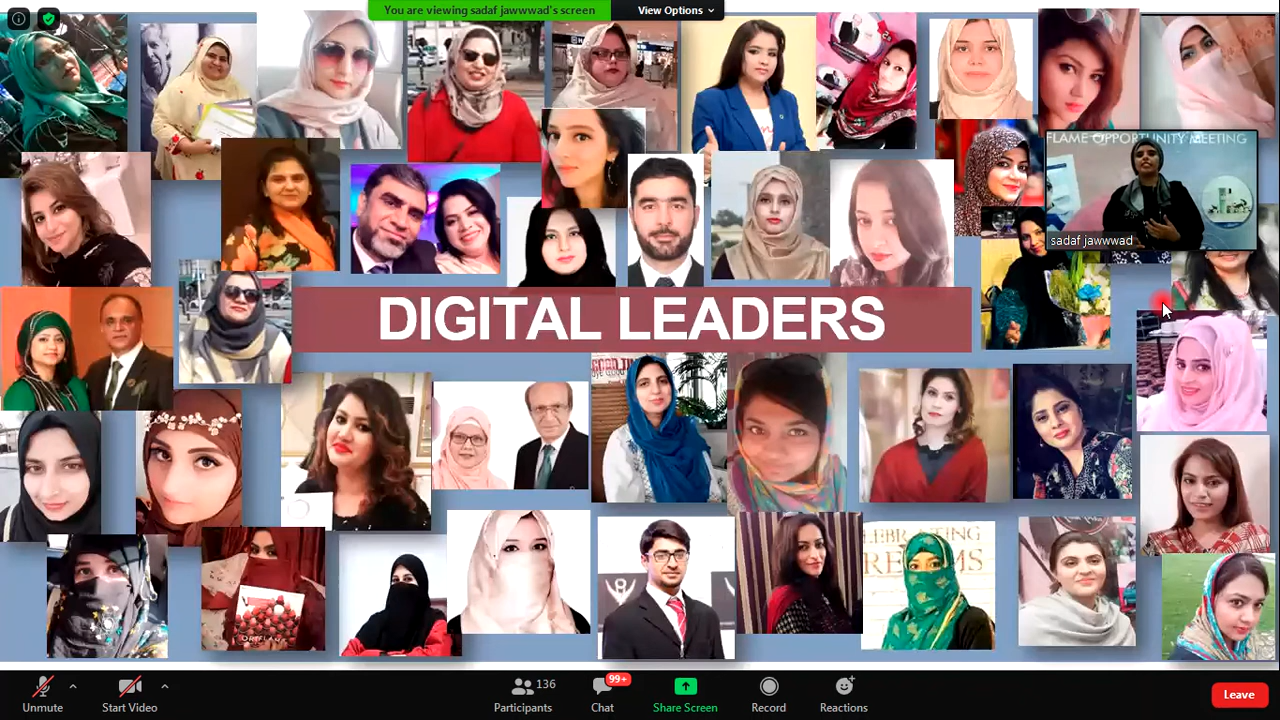 You are viewing sadaf jawwwad's screen
View Options
FLAME OPPORTUNITY MEETING
sadaf jawwwad
DIGITAL LEADERS
Unmute
Start Video
136
Participants
99+
Chat
Share Screen
Record
Reactions
Leave